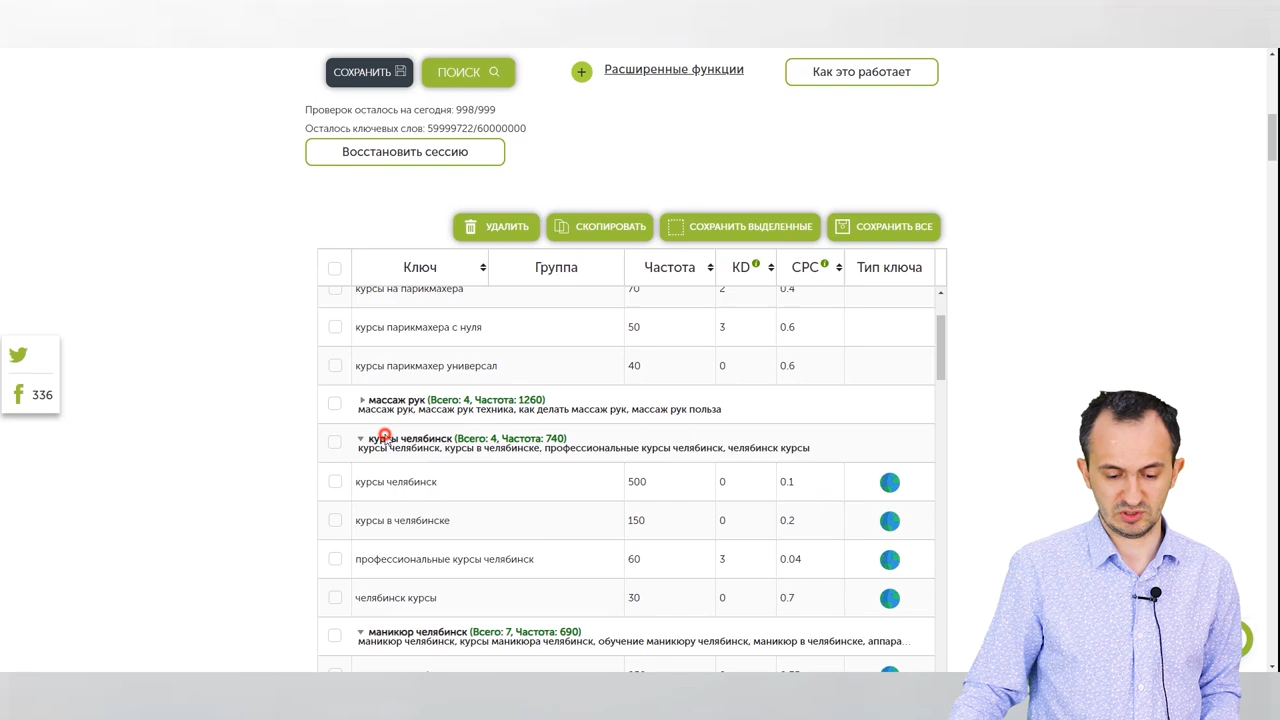 СОХРАНИТЬ
ПОИСК
+
Расширенные функции
Как это работает
Проверок осталось на сегодня: 998/999
Осталось ключевых слов: 59999722/60000000
Восстановить сессию
УДАЛИТЬ
СКОПИРОВАТЬ
СОХРАНИТЬ ВЫДЕЛЕННЫЕ
СОХРАНИТЬ ВСЕ
Ключ Группа Частота KD CPC Тип ключа
курсы на парикмахера 70 2 0.4
курсы парикмахера с нуля 50 3 0.6
курсы парикмахер универсал 40 0 0.6
массаж рук (Всего: 4, Частота: 1260)
массаж рук, массаж рук техника, как делать массаж рук, массаж рук польза
курсы челябинск (Всего: 4, Частота: 740)
курсы челябинск, курсы в челябинске, профессиональные курсы челябинск, челябинск курсы
курсы челябинск 500 0 0.1
курсы в челябинске 150 0 0.2
профессиональные курсы челябинск 60 3 0.04
челябинск курсы 30 0 0.7
маникюр челябинск (Всего: 7, Частота: 690)
маникюр челябинск, курсы маникюра челябинск, обучение маникюру челябинск, маникюр в челябинске, аппара...
336